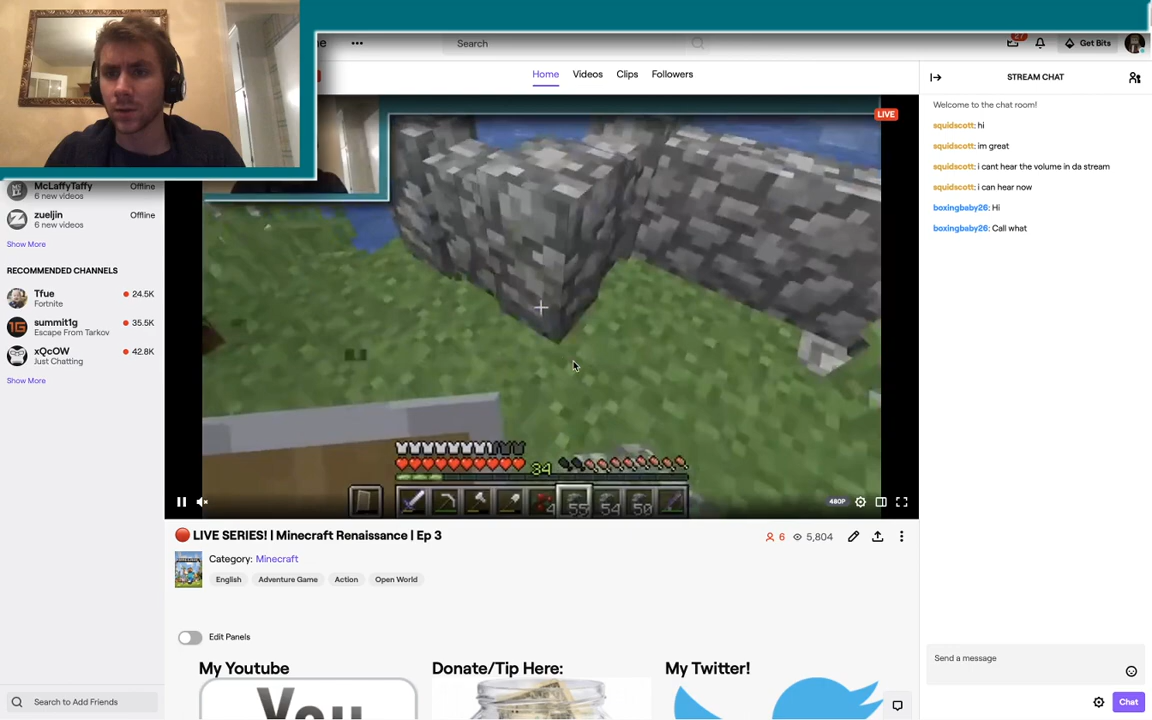 e
Search
27
Get Bits
Home Videos Clips Followers
STREAM CHAT
LIVE
Welcome to the chat room!
squidscott: hi
squidscott: im great
squidscott: i cant hear the volume in da stream
squidscott: i can hear now
boxingbaby26: Hi
boxingbaby26: Call what
McLaffyTaffy Offline
6 new videos
zueljin Offline
6 new videos
Show More
RECOMMENDED CHANNELS
Tfue 24.5K
Fortnite
summit1g 35.5K
Escape From Tarkov
xQcOW 42.8K
Just Chatting
Show More
34
4 55 54 50
480P
LIVE SERIES! | Minecraft Renaissance | Ep 3
6 5,804
Category: Minecraft
English Adventure Game Action Open World
Edit Panels
My Youtube Donate/Tip Here: My Twitter!
You
Send a message
Search to Add Friends
Chat